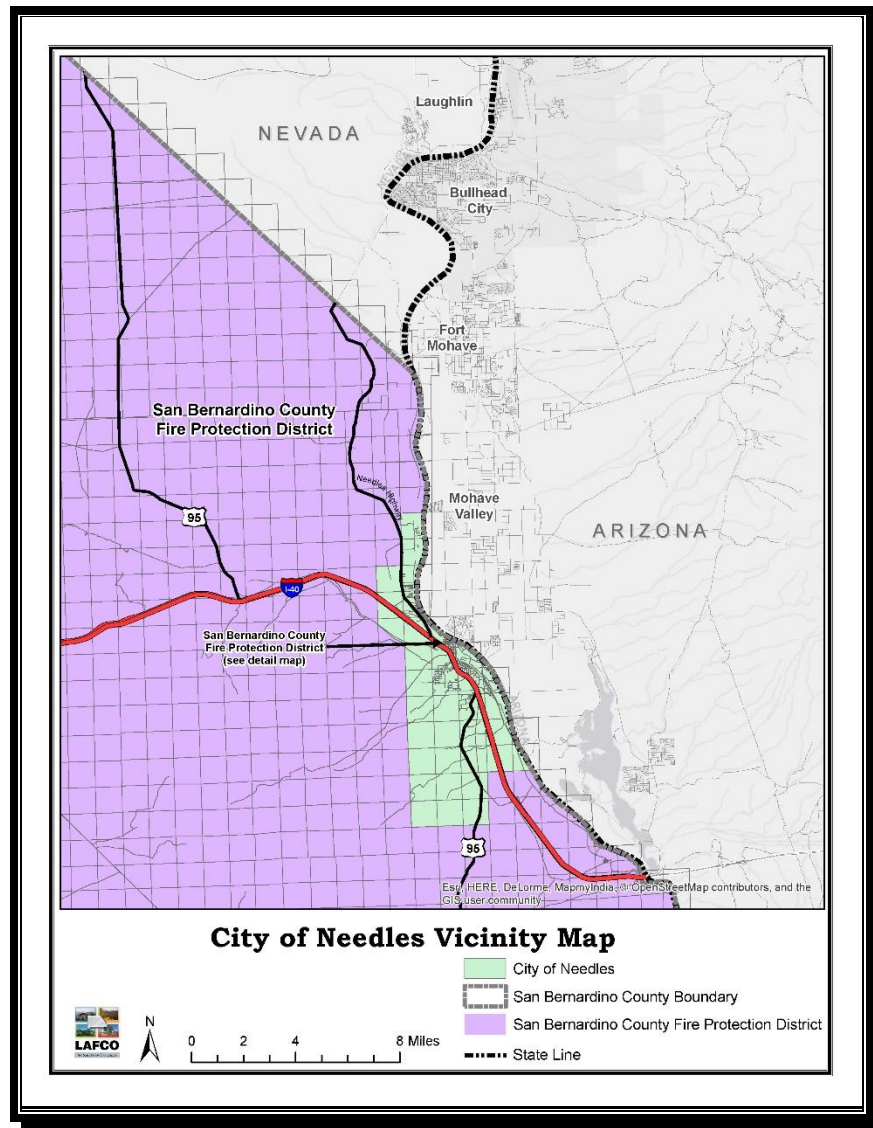 Laughlin
NEVADA
Bullhead
City
Fort
Mohave
San Bernardino County
Fire Protection District
Needles Highway
Mohave
Valley
95
ARIZONA
I-40
San Bernardino County
Fire Protection District
(see detail map)
ARIZONA
95
Esri, HERE, DeLorme, MapmyIndia, © OpenStreetMap contributors, and the
GIS user community
City of Needles Vicinity Map
City of Needles
San Bernardino County Boundary
San Bernardino County Fire Protection District
State Line
LAFCO
N
0 2 4 8 Miles